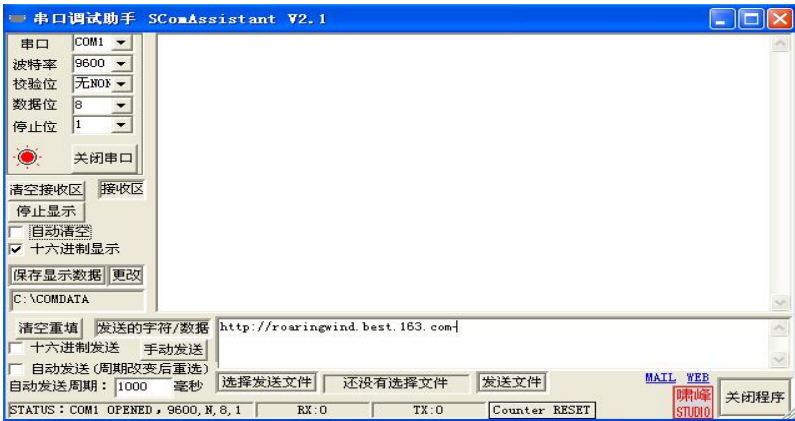 串口调试助手 SComAssistant V2.1
串口 COM1
波特率 9600
校验位 无NON
数据位 8
停止位 1
关闭串口
清空接收区 接收区
停止显示
自动清空
十六进制显示
保存显示数据 更改
C:\COMDATA
清空重填 发送的字符/数据 http://roaringwind.best.163.com
十六进制发送 手动发送
自动发送(周期改变后重选)
自动发送周期: 1000 毫秒 选择发送文件 还没有选择文件 发送文件 MAIL WEB
啸峰
STUDIO
关闭程序
STATUS：COM1 OPENED，9600,N,8,1 RX:0 TX:0 Counter RESET